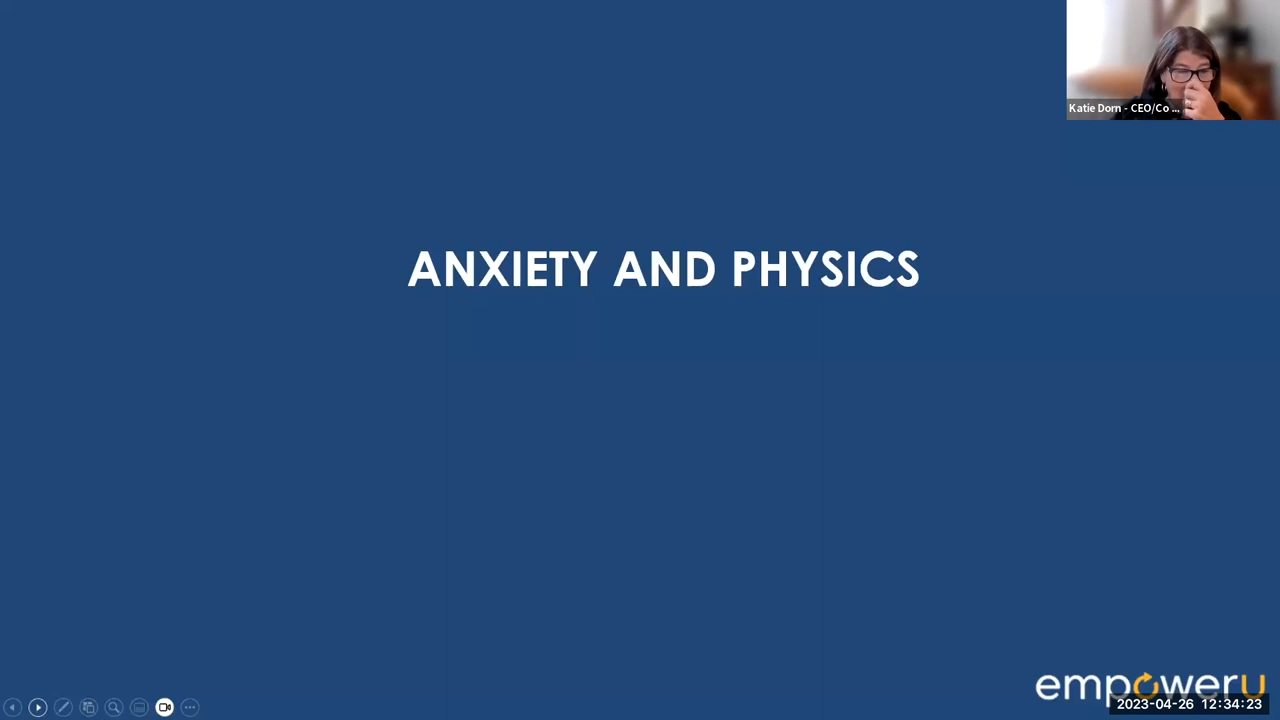 Katie Dorn - CEO/Co ...
ANXIETY AND PHYSICS
empoweru
2023-04-26 12:34:23